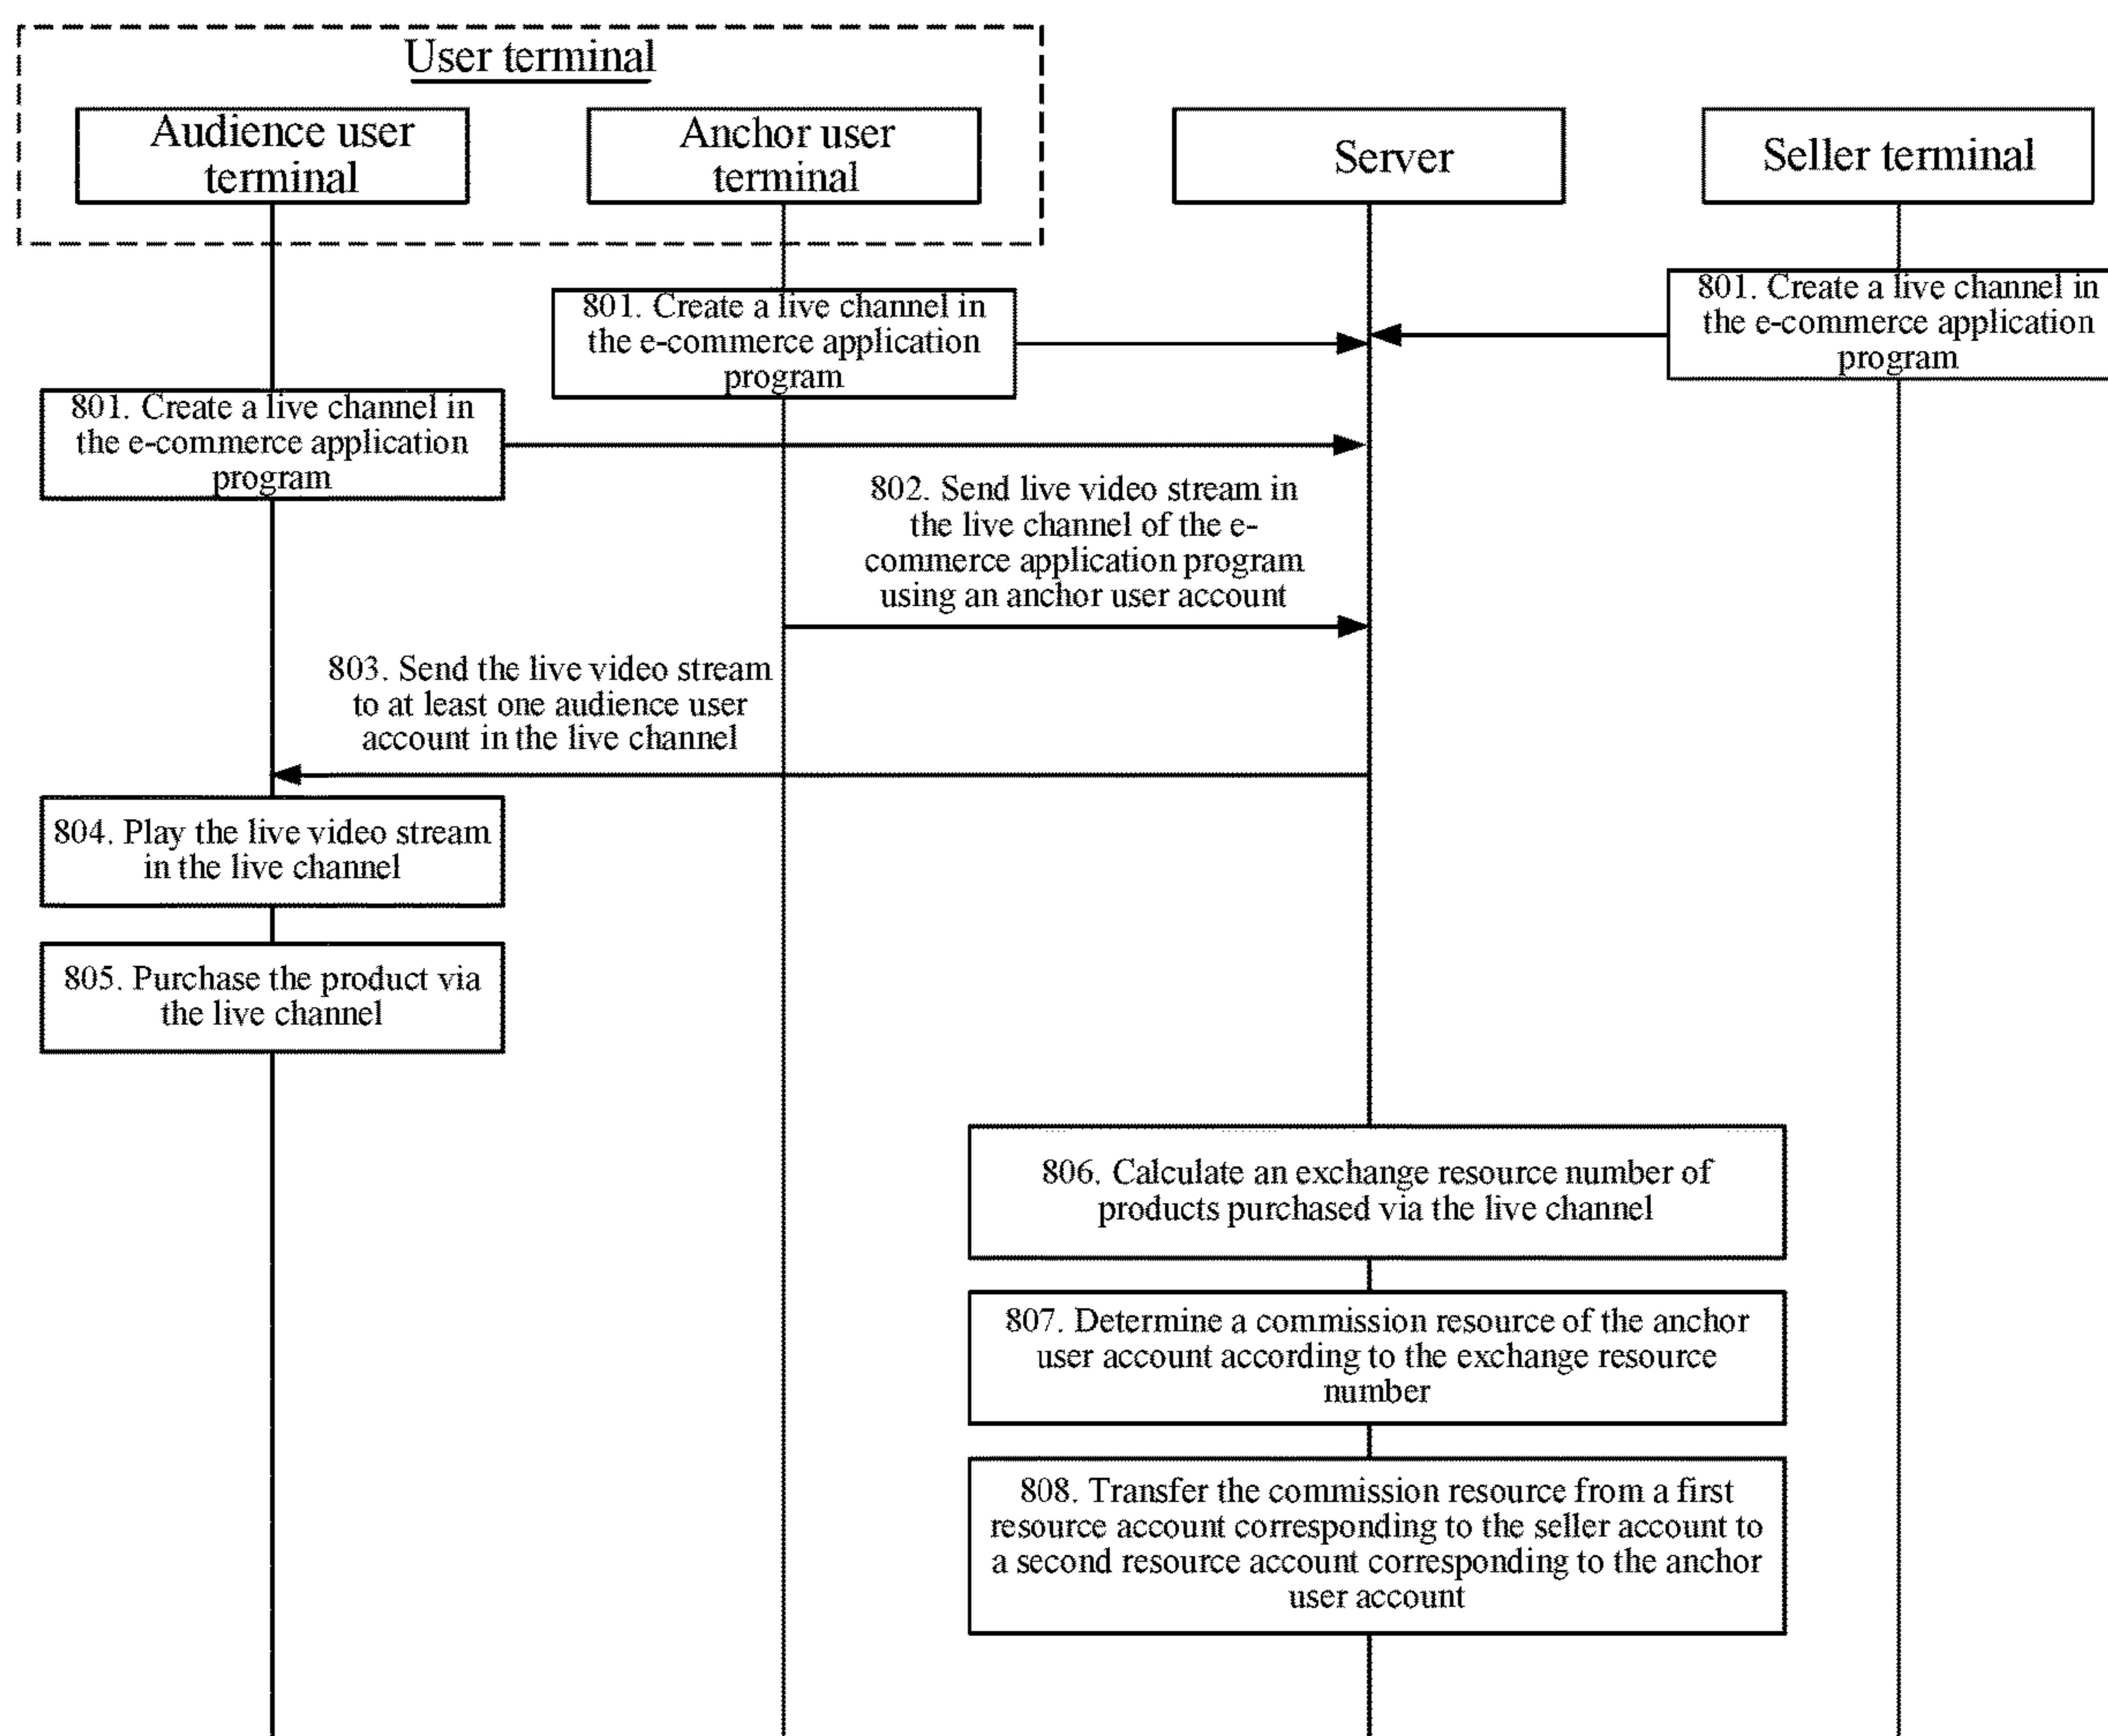 User terminal
Audience user
terminal
Anchor user
terminal
Server
Seller terminal
801. Create a live channel in
the e-commerce application
program
801. Create a live channel in
the e-commerce application
program
801. Create a live channel in
the e-commerce application
program
802. Send live video stream in
the live channel of the e-
commerce application program
using an anchor user account
803. Send the live video stream
to at least one audience user
account in the live channel
804. Play the live video stream
in the live channel
805. Purchase the product via
the live channel
806. Calculate an exchange resource number of
products purchased via the live channel
807. Determine a commission resource of the anchor
user account according to the exchange resource
number
808. Transfer the commission resource from a first
resource account corresponding to the seller account to
a second resource account corresponding to the anchor
user account